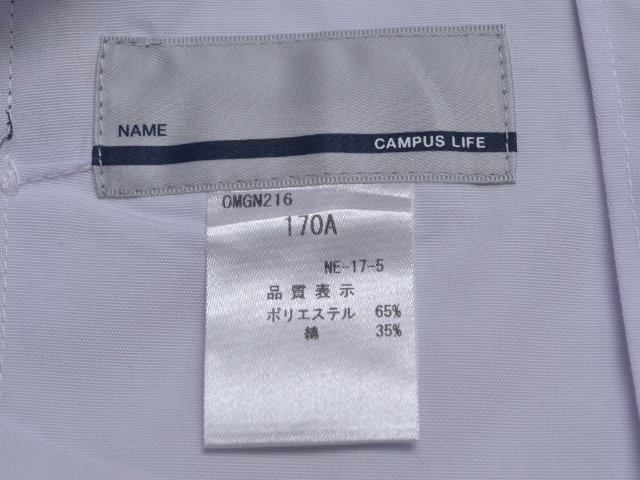 NAME
CAMPUS LiFE
OMGN216
170A
NE-17-5
品質表示
ポリエステル 65%
綿 35%